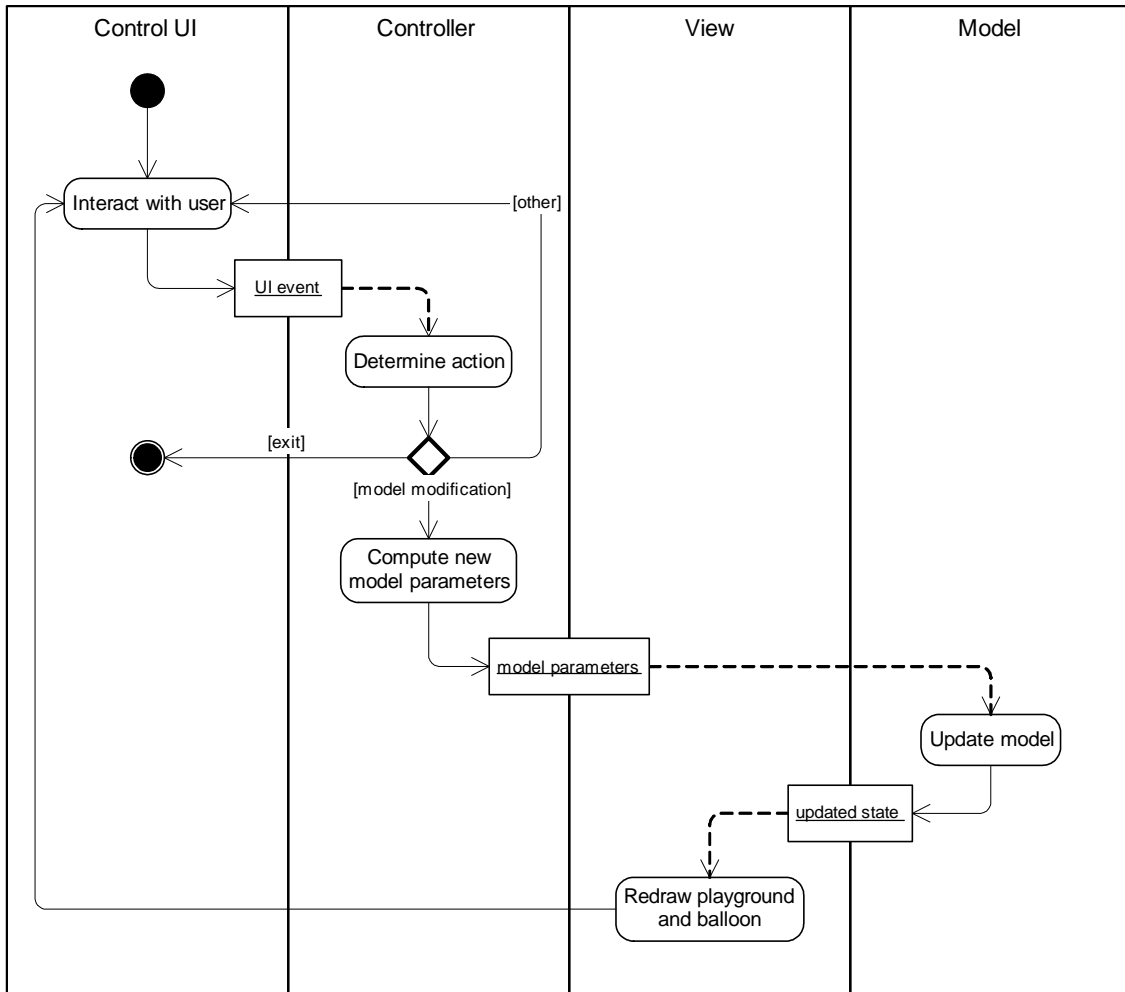 Control UI
Controller
View
Model
Interact with user
[other]
UI event
Determine action
[exit]
[model modification]
Compute new
model parameters
model parameters
Update model
updated state
Redraw playground
and balloon